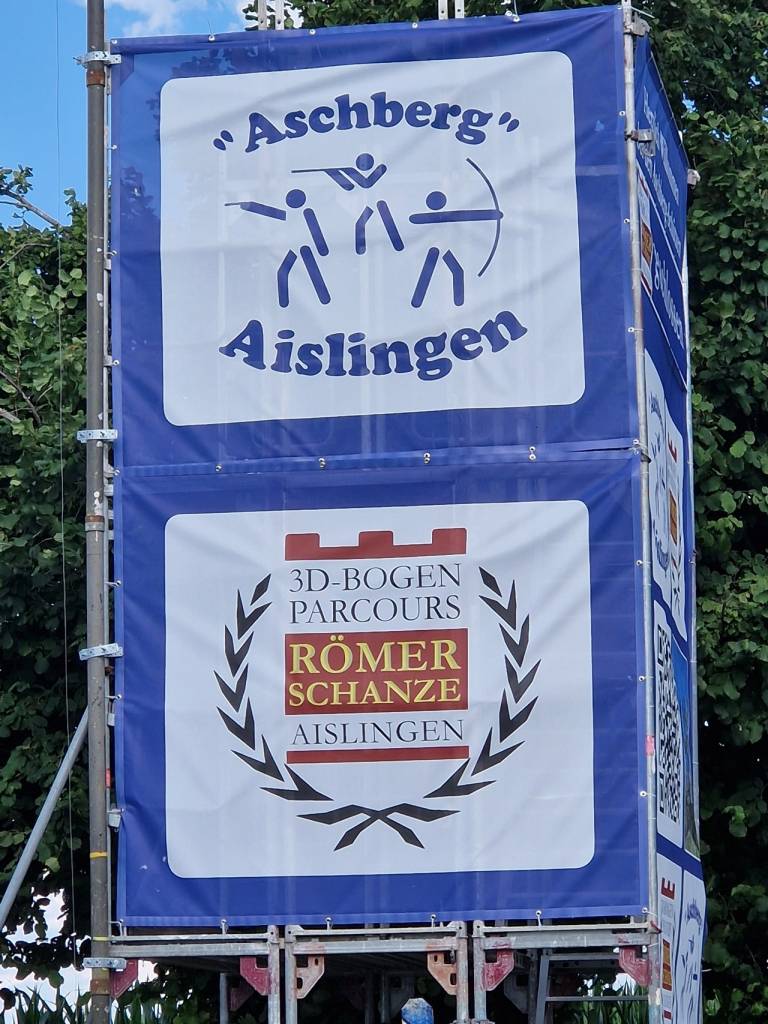 "Aschberg"
Aislingen
3D-BOGEN
PARCOURS
RÖMER
SCHANZE
AISLINGEN